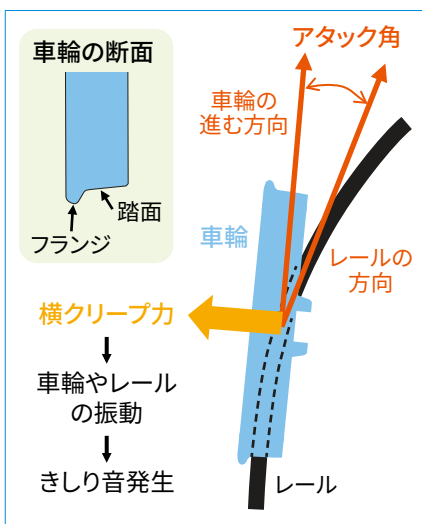 車輪の断面
踏面
フランジ
アタック角
車輪の
進む方向
車輪
レールの
方向
横クリープ力
車輪やレール
の振動
きしり音発生
レール